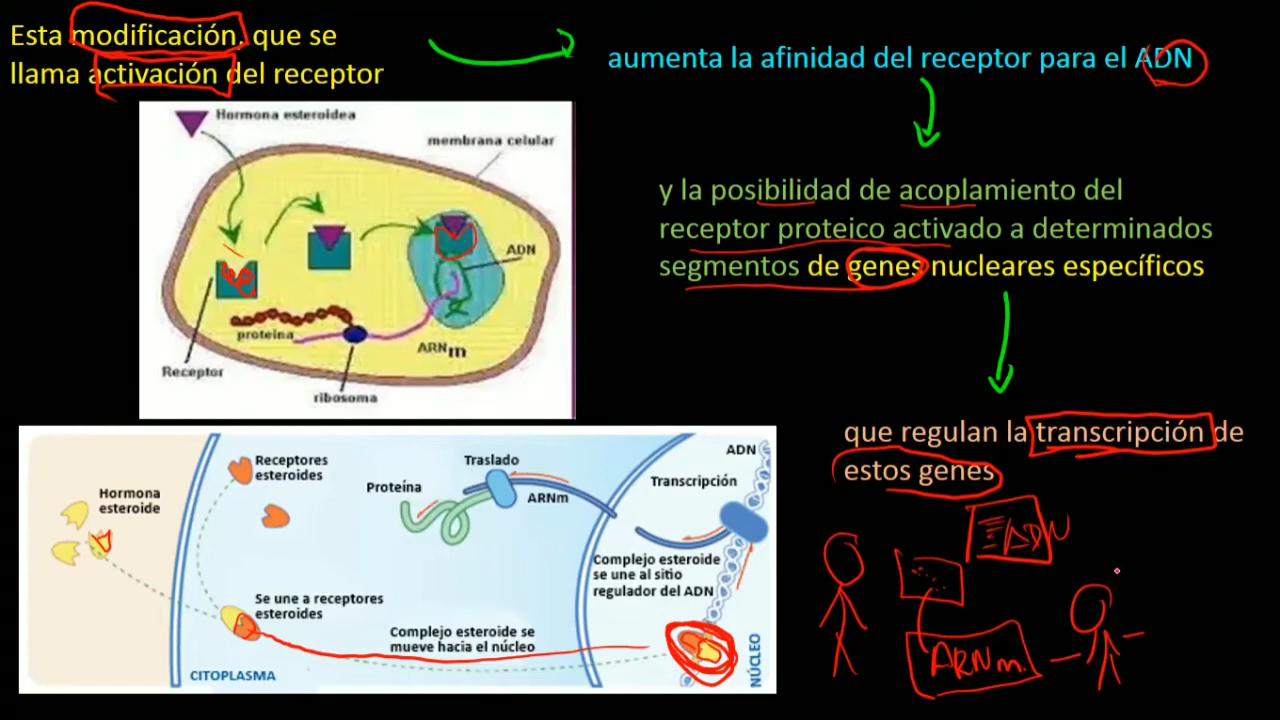 Esta modificación, que se
llama activación del receptor
aumenta la afinidad del receptor para el ADN
y la posibilidad de acoplamiento del
receptor proteico activado a determinados
segmentos de genes nucleares específicos
que regulan la transcripción de
estos genes
Hormona esteroidea
membrana celular
ADN
proteína
ARNm
Receptor
ribosoma
Hormona
esteroide
Receptores
esteroides
Proteína
Traslado
ARNm
ADN
Transcripción
Complejo esteroide
se une al sitio
regulador del ADN
Se une a receptores
esteroides
Complejo esteroide se
mueve hacia el núcleo
CITOPLASMA
NÚCLEO
ADN
ARNm.